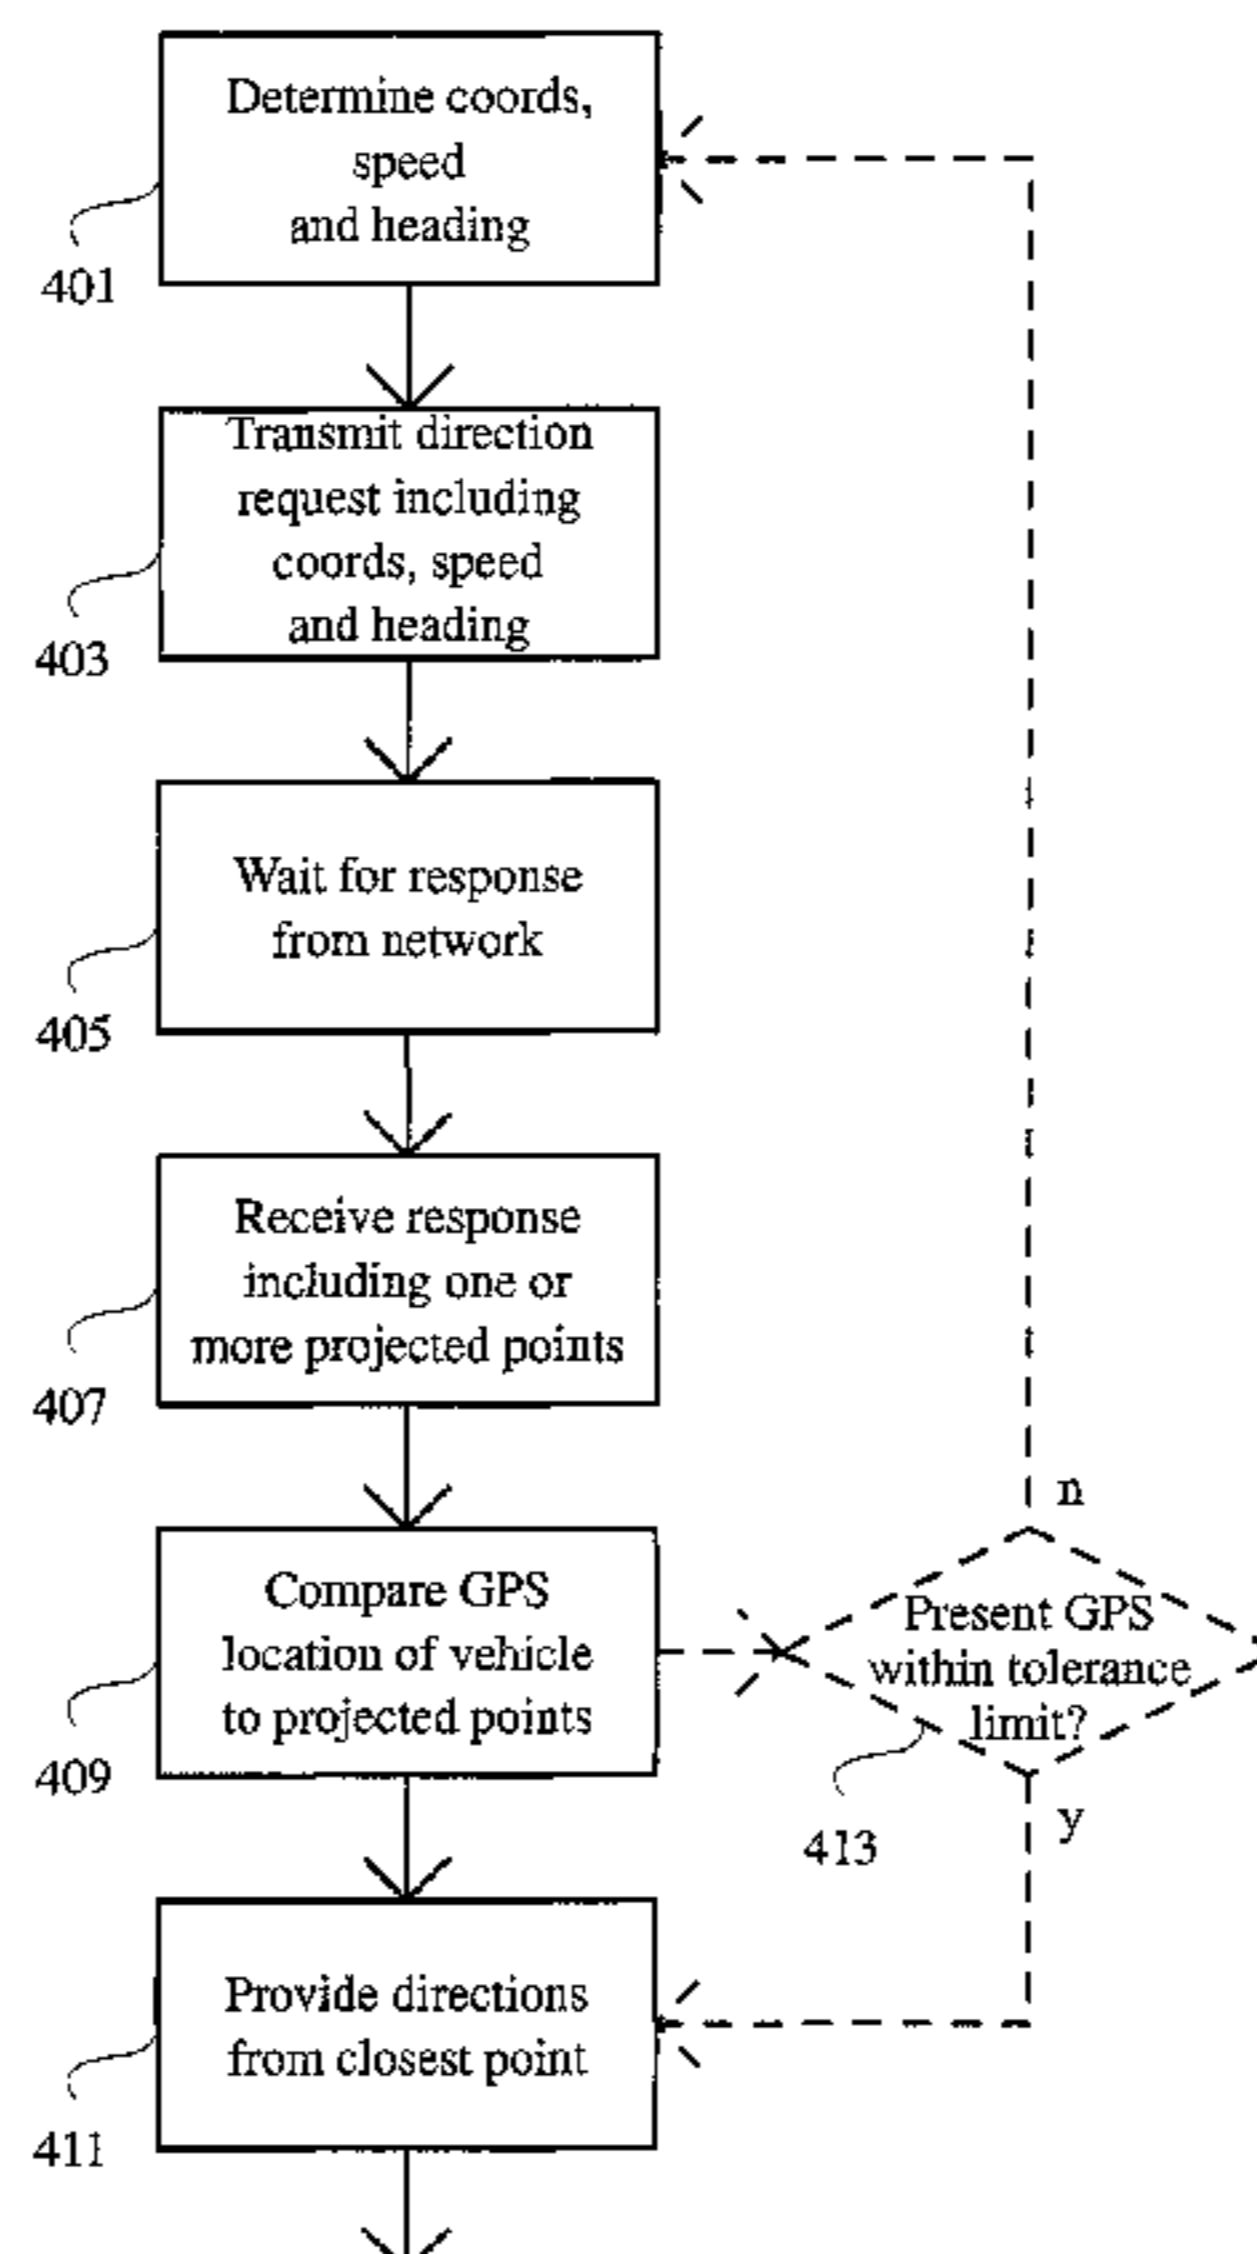 Determine coords,
speed
and heading
401
Transmit direction
request including
coords, speed
and heading
403
Wait for response
from network
405
Receive response
including one or
more projected points
407
n
Compare GPS
location of vehicle
to projected points
409
Present GPS
within tolerance
limit?
413
y
Provide directions
from closest point
411